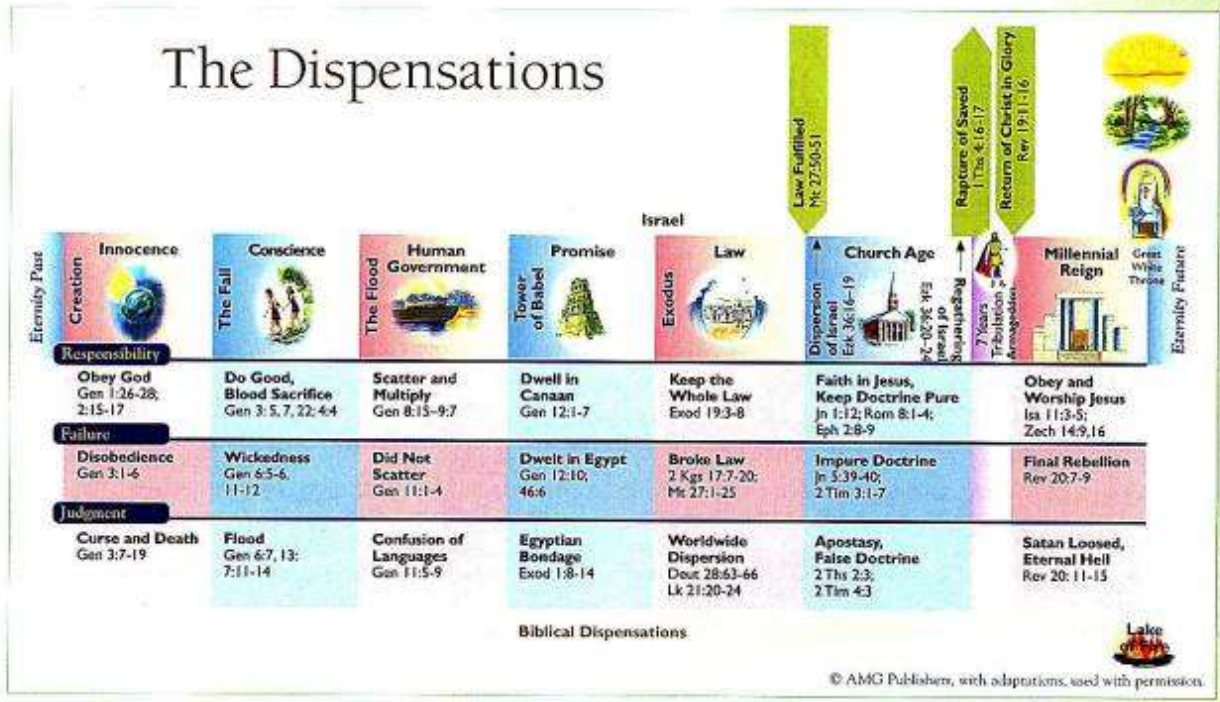 The Dispensations
Law Fulfilled
Mt 27:50-51
Rapture of Saved
1 Ths 4:16-17
Return of Christ in Glory
Rev 19:11-16
Israel
Eternity Past
Creation
Innocence
The Fall
Conscience
The Flood
Human
Government
Tower
of Babel
Promise
Exodus
Law
Dispersion
of Israel
Ezk 36:16-19
Church Age
Ezk 36:20-24
Regathering
of Israel
7 Years
Tribulation
Armageddon
Millennial
Reign
Great
White
Throne
Eternity Future
Responsibility
Obey God
Gen 1:26-28;
2:15-17
Do Good,
Blood Sacrifice
Gen 3: 5, 7, 22; 4:4
Scatter and
Multiply
Gen 8:15-9:7
Dwell in
Canaan
Gen 12:1-7
Keep the
Whole Law
Exod 19:3-8
Faith in Jesus,
Keep Doctrine Pure
Jn 1:12; Rom 8:1-4;
Eph 2:8-9
Obey and
Worship Jesus
Isa 11:3-5;
Zech 14:9,16
Failure
Disobedience
Gen 3:1-6
Wickedness
Gen 6:5-6,
11-12
Did Not
Scatter
Gen 11:1-4
Dwelt in Egypt
Gen 12:10;
46:6
Broke Law
2 Kgs 17:7-20;
Mt 27:1-25
Impure Doctrine
Jn 5:39-40;
2 Tim 3:1-7
Final Rebellion
Rev 20:7-9
Judgment
Curse and Death
Gen 3:7-19
Flood
Gen 6:7, 13;
7:11-14
Confusion of
Languages
Gen 11:5-9
Egyptian
Bondage
Exod 1:8-14
Worldwide
Dispersion
Deut 28:63-66
Lk 21:20-24
Apostasy,
False Doctrine
2 Ths 2:3;
2 Tim 4:3
Satan Loosed,
Eternal Hell
Rev 20: 11-15
Biblical Dispensations
Lake
of Fire
© AMG Publishers, with adaptations, used with permission.